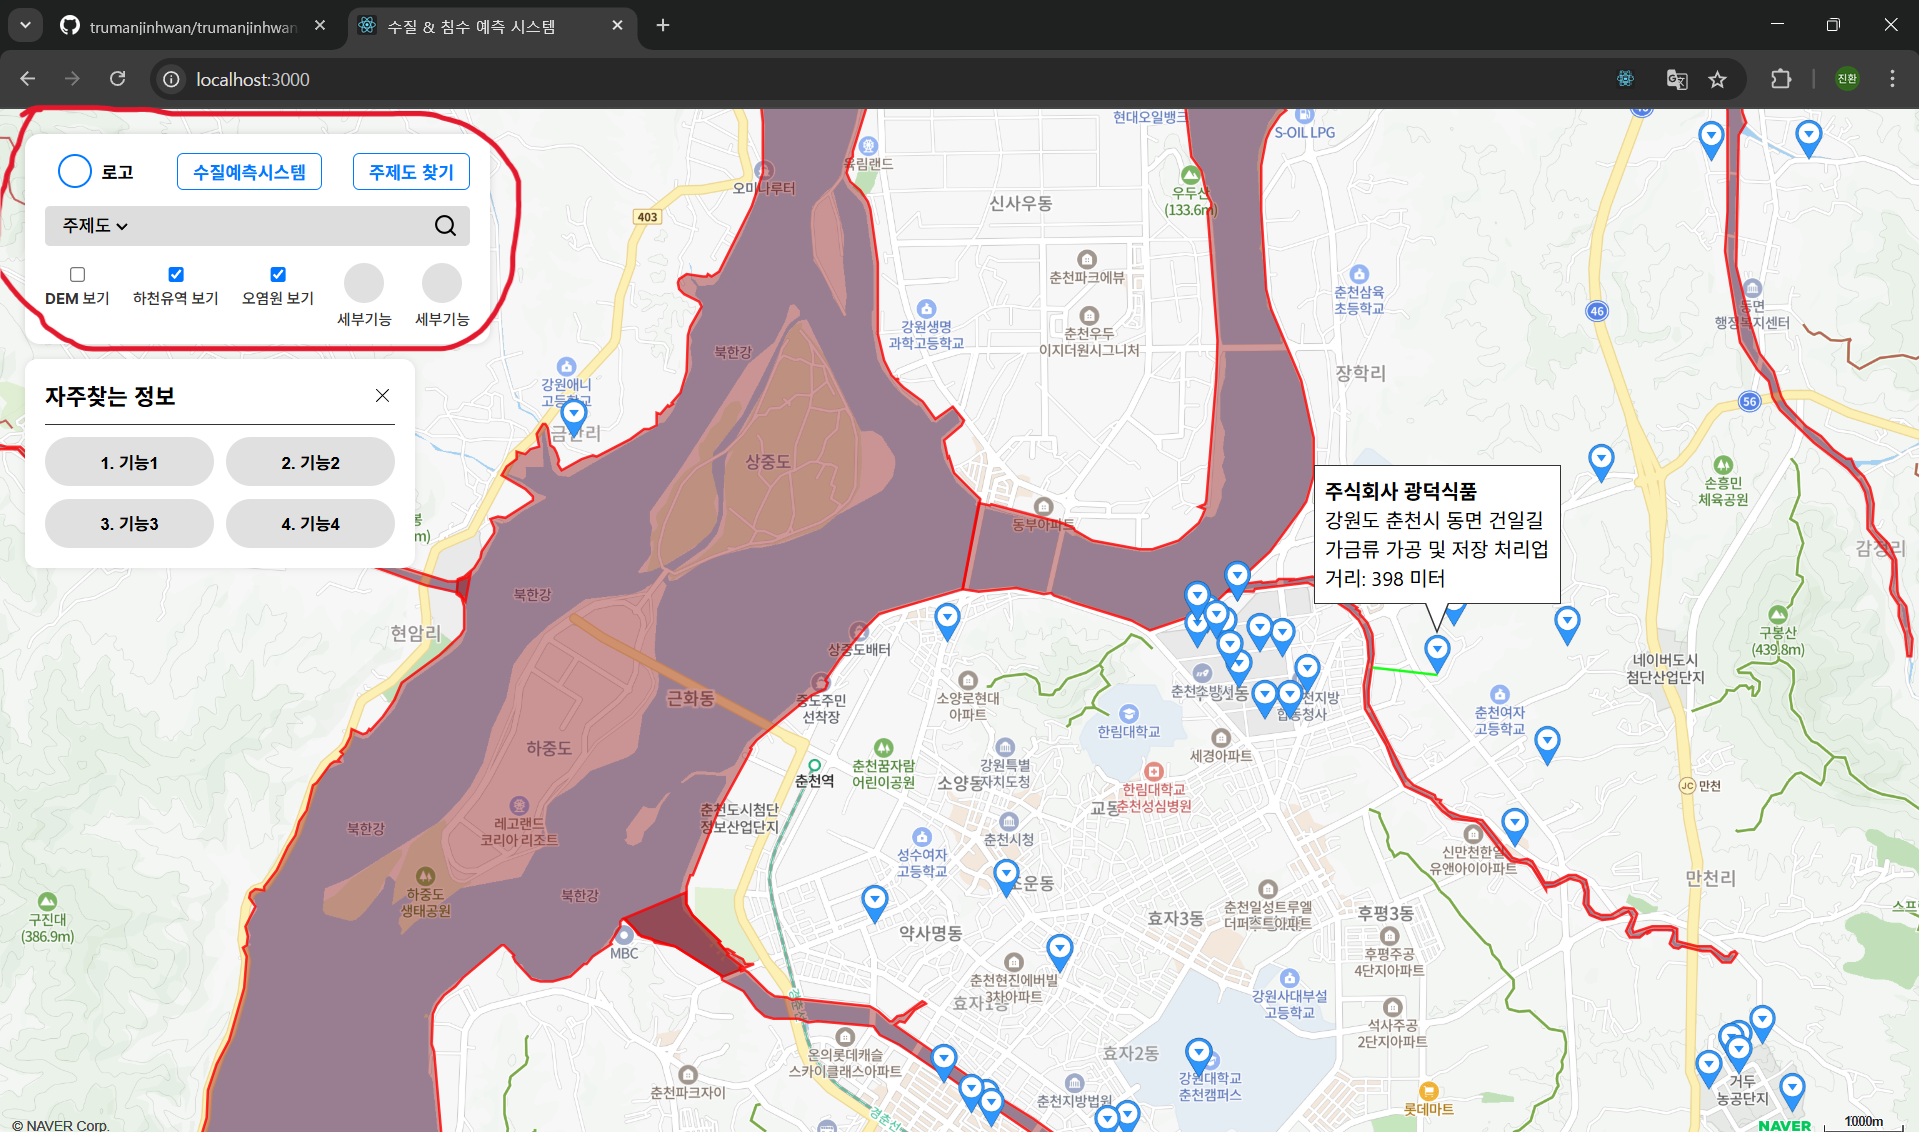 trumanjinhwan/trumanjinhwan
수질 & 침수 예측 시스템
localhost:3000
진환
로고
수질예측시스템
주제도 찾기
주제도
DEM 보기
하천유역 보기
오염원 보기
세부기능
세부기능
자주찾는 정보
1. 기능1
2. 기능2
3. 기능3
4. 기능4
주식회사 광덕식품
강원도 춘천시 동면 건일길
가금류 가공 및 저장 처리업
거리: 398 미터
현대오일뱅크
S-OIL LPG
육림랜드
오미나루터
우두산
(133.6m)
신사우동
403
춘천파크에뷰
춘천삼육
초등학교
46
동면
행정복지센터
강원생명
과학고등학교
춘천우두
이지더원시그니처
북한강
장학리
강원애니
고등학교
금산리
56
상중도
손흥민
체육공원
동부아파트
감정리
북한강
현암리
상중도배터
구봉산
(439.8m)
네이버도시
첨단산업단지
근화동
중도주민
선착장
소양로현대
아파트
한림대학교
춘천여자
고등학교
하중도
세경아파트
춘천역
춘천꿈자람
어린이공원
소양동
강원특별
자치도청
한림대학교
춘천성심병원
교동
JC 만천
레고랜드
코리아 리조트
북한강
춘천도시첨단
정보산업단지
춘천시청
성수여자
고등학교
신만천한일
유앤아이아파트
만천리
하중도
생태공원
북한강
구진대
(386.9m)
약사명동
효자3동
춘천일성트루엘
더퍼스트아파트
후평3동
후평주공
4단지아파트
MBC
춘천현진에버빌
3차아파트
효자1동
강원사대부설
고등학교
경춘선
석사주공
2단지아파트
온의롯데캐슬
스카이클래스아파트
효자2동
춘천파크자이
춘천지방법원
강원대학교
춘천캠퍼스
롯데마트
거두
농공단지
경춘선
© NAVER Corp.
NAVER
1000m